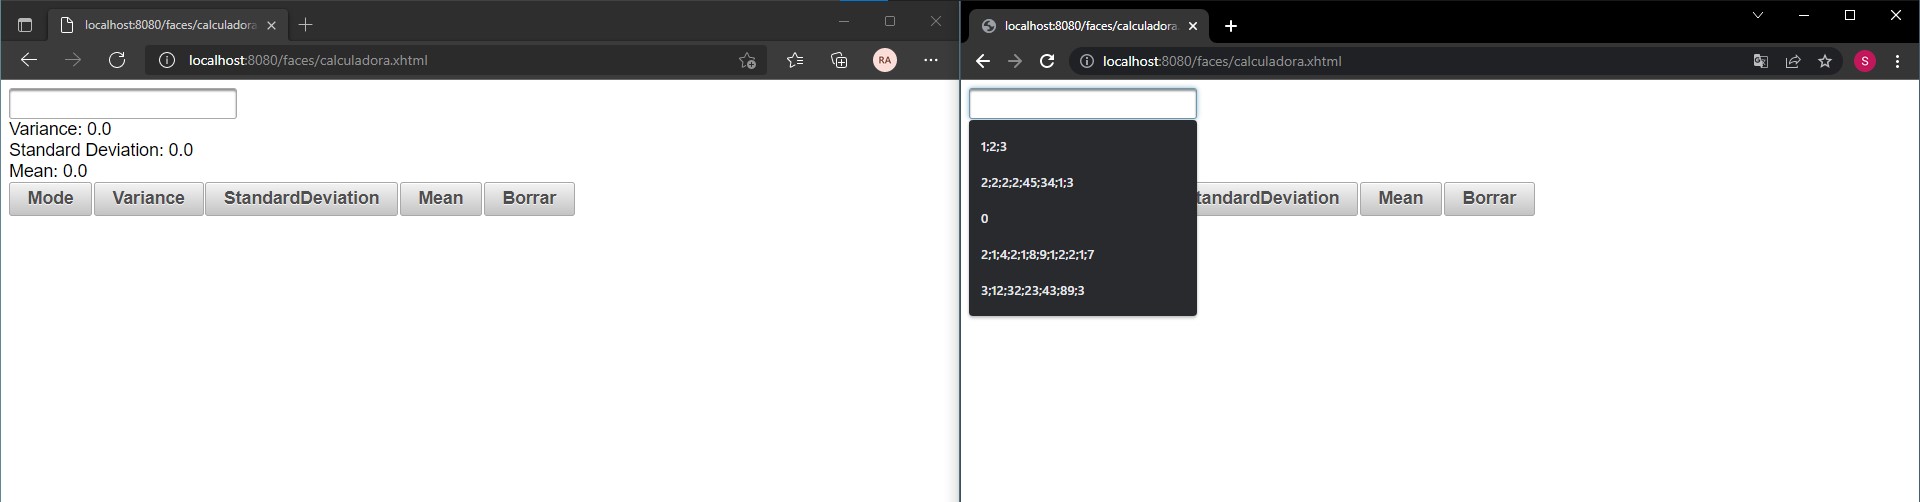 localhost:8080/faces/calculadora
localhost:8080/faces/calculadora.xhtml
RA
Variance: 0.0
Standard Deviation: 0.0
Mean: 0.0
Mode Variance StandardDeviation Mean Borrar
localhost:8080/faces/calculadora.
localhost:8080/faces/calculadora.xhtml
S
1;2;3
2;2;2;2;45;34;1;3
0
2;1;4;2;1;8;9;1;2;2;1;7
3;12;32;23;43;89;3
tandardDeviation Mean Borrar